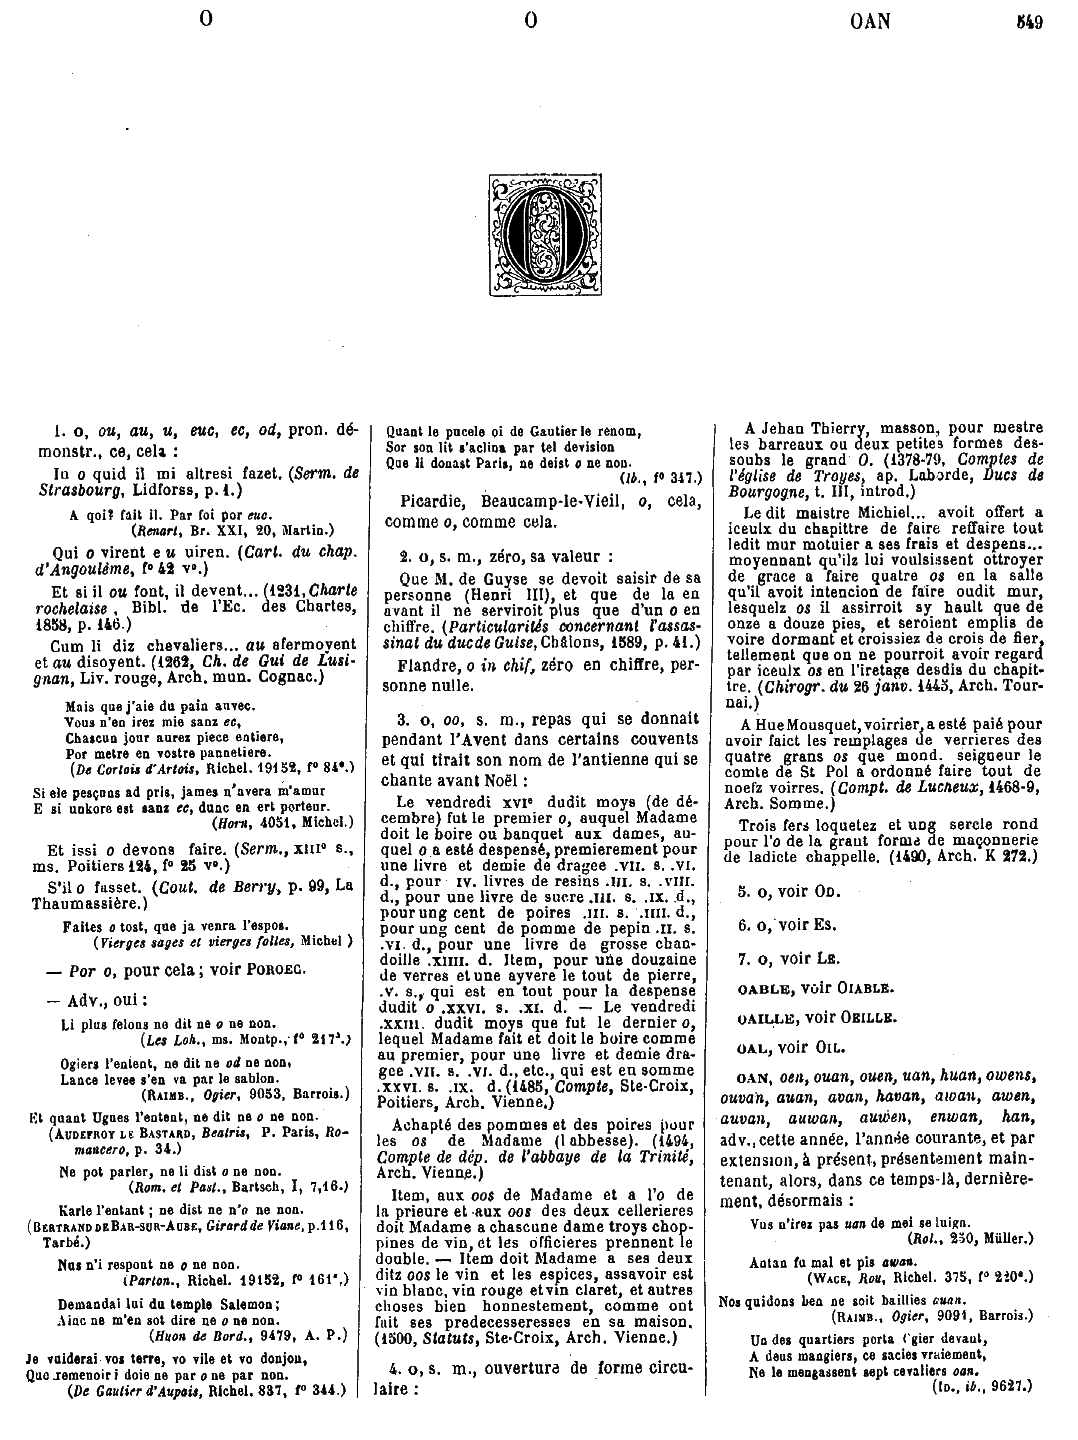 O O OAN 549
O
1. o, ou, au, u, euc, ec, od, pron. dé-
monstr., ce, cela :
In o quid il mi altresi fazet. (Serm. de
Strasbourg, Lidforss, p. 1.)
A qoi? fait il. Par foi por euc.
(Renart, Br. XXI, 20, Martin.)
Qui o virent e u uiren. (Cart. du chap.
d'Angoulême, f° 42 v°.)
Et si il ou font, il devent... (1231, Charte
rochelaise, Bibl. de l'Ec. des Chartes,
1858, p. 146.)
Cum li diz chevaliers... au afermoyent
et au disoyent. (1262, Ch. de Gui de Lusi-
gnan, Liv. rouge, Arch. mun. Cognac.)
Mais que j'aie du pain auvec.
Vous n'en irez mie sanz ec,
Chascun jour aurez piece entiere,
Por metre en vostre pannetiere.
(De Cortois d'Artois, Richel. 19152, f° 84°.)
Si ele pesçons ad pris, james n'avera m'amur
E si unkore est sanz ec, dunc en ert porteur.
(Horn, 4051, Michel.)
Et issi o devons faire. (Serm., XIII° s.,
ms. Poitiers 124, f° 25 v°.)
S'il o fusset. (Cout. de Berry, p. 99, La
Thaumassière.)
Faites o tost, que ja venra l'espos.
(Vierges sages et vierges folles, Michel )
— Por o, pour cela ; voir POROEC.
— Adv., oui :
Li plus felons ne dit ne o ne non.
(Les Loh., ms. Montp., f° 217ª.)
Ogiers l'entent, ne dit ne od ne non,
Lance levee s'en va par le sablon.
(RAIMB., Ogier, 9053, Barrois.)
Et quant Ugues l'entent, ne dit ne o ne non.
(AUDEFROY LE BASTARD, Beatris, P. Paris, Ro-
mancero, p. 34.)
Ne pot parler, ne li dist o ne non.
(Rom. et Past., Bartsch, I, 7,16.)
Karle l'entant ; ne dist ne n'o ne non.
(BERTRAND DE BAR-SUR-AUBE, Girard de Viane, p.116,
Tarbé.)
Nus n'i respont ne o ne non.
(Parton., Richel. 19152, f° 161°.)
Demandai lui du temple Salemon ;
Ainc ne m'en sot dire ne o ne non.
(Huon de Bord., 9479, A. P.)
Je vuiderai vos terre, vo vile et vo donjon,
Quo remenoir i doie ne par o ne par non.
(De Gautier d'Aupais, Richel. 837, f° 344.)
Quant le pucele oi de Gautier le renom,
Sor son lit s'aclina par tel devision
Que li donast Paris, ne deist o ne non.
(Ib., f° 347.)
Picardie, Beaucamp-le-Vieil, o, cela,
comme o, comme cela.
2. o, s. m., zéro, sa valeur :
Que M. de Guyse se devoit saisir de sa
personne (Henri III), et que de la en
avant il ne serviroit plus que d'un o en
chiffre. (Particularités concernant l'assas-
sinat du duc de Guise, Châlons, 1589, p. 41.)
Flandre, o in chif, zéro en chiffre, per-
sonne nulle.
3. o, oo, s. m., repas qui se donnait
pendant l'Avent dans certains couvents
et qui tirait son nom de l'antienne qui se
chante avant Noël :
Le vendredi XVI° dudit moys (de dé-
cembre) fut le premier o, auquel Madame
doit le boire ou banquet aux dames, au-
quel o a esté despensé, premierement pour
une livre et demie de dragee .VII. s. .VI.
d., pour IV. livres de resins .III. s. .VIII.
d., pour une livre de sucre .III. s. .IX. d.,
pour ung cent de poires .III. s. .IIII. d.,
pour ung cent de pomme de pepin .II. s.
.VI. d., pour une livre de grosse chan-
doille .XIIII. d. Item, pour une douzaine
de verres et une ayvere le tout de pierre,
.V. s., qui est en tout pour la despense
dudit o .XXVI. s. .XI. d. — Le vendredi
.XXIII. dudit moys que fut le dernier o,
lequel Madame fait et doit le boire comme
au premier, pour une livre et demie dra-
gee .VII. s. .VI. d., etc., qui est en somme
.XXVI. s. .IX. d. (1485, Compte, Ste-Croix,
Poitiers, Arch. Vienne.)
Achapté des pommes et des poires pour
les os de Madame (l abbesse). (1494,
Compte de dép. de l'abbaye de la Trinité,
Arch. Vienne.)
Item, aux oos de Madame et a l'o de
la prieure et aux oos des deux cellerieres
doit Madame a chascune dame troys chop-
pines de vin, et les officieres prennent le
double. — Item doit Madame a ses deux
ditz oos le vin et les espices, assavoir est
vin blanc, vin rouge et vin claret, et autres
choses bien honnestement, comme ont
fait ses predecesseresses en sa maison.
(1500, Statuts, Ste-Croix, Arch. Vienne.)
4. o, s. m., ouverture de forme circu-
laire :
A Jehan Thierry, masson, pour mestre
les barreaux ou deux petites formes des-
soubs le grand O. (1378-79, Comptes de
l'église de Troyes, ap. Laborde, Ducs de
Bourgogne, t. III, introd.)
Le dit maistre Michiel... avoit offert a
iceulx du chapittre de faire reffaire tout
ledit mur motuier a ses frais et despens...
moyennant qu'ilz lui voulsissent ottroyer
de grace a faire quatre os en la salle
qu'il avoit intencion de faire oudit mur,
lesquelz os il assirroit sy hault que de
onze a douze pies, et seroient emplis de
voire dormant et croissiez de crois de fier,
tellement que on ne pourroit avoir regard
par iceulx os en l'iretage desdis du chapit-
tre. (Chirogr. du 26 janv. 1445, Arch. Tour-
nai.)
A Hue Mousquet, voirrier, a esté paié pour
avoir faict les remplages de verrieres des
quatre grans os que mond. seigneur le
comte de St Pol a ordonné faire tout de
noefz voirres. (Compt. de Lucheux, 1468-9,
Arch. Somme.)
Trois fers loquetez et ung sercle rond
pour l'o de la graut forme de maçonnerie
de ladicte chappelle. (1490, Arch. K 272.)
5. o, voir OD.
6. o, voir ES.
7. o, voir LE.
OABLE, voir OIABLE.
OAILLE, voir OEILLE.
OAL, voir OIL.
OAN, oen, ouan, ouen, uan, huan, owens,
ouvan, auan, avan, havan, awan, awen,
auvan, auwan, auwen, enwan, han,
adv., cette année, l'année courante, et par
extension, à présent, présentement main-
tenant, alors, dans ce temps-là, dernière-
ment, désormais :
Vus n'irez pas uan de mei se luign.
(Rol., 250, Müller.)
Antan fu mal et pis awan.
(WACE, Rou, Richel. 375, f° 220°.)
Nos quidons ben ne soit baillies ouan.
(RAIMB., Ogier, 9091, Barrois.)
Un des quartiers porta Ogier devant,
A deus mangiers, ce sacies vraiement,
Ne le mengassent sept cevaliers oan.
(ID., ib., 9627.)